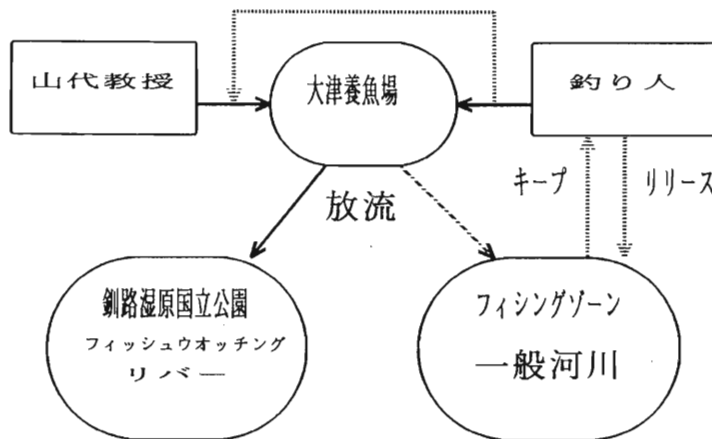 山代教授
大津養魚場
釣り人
キープ
リリース
放流
釧路湿原国立公園
フィッシュウオッチング
リバー
フィシングゾーン
一般河川